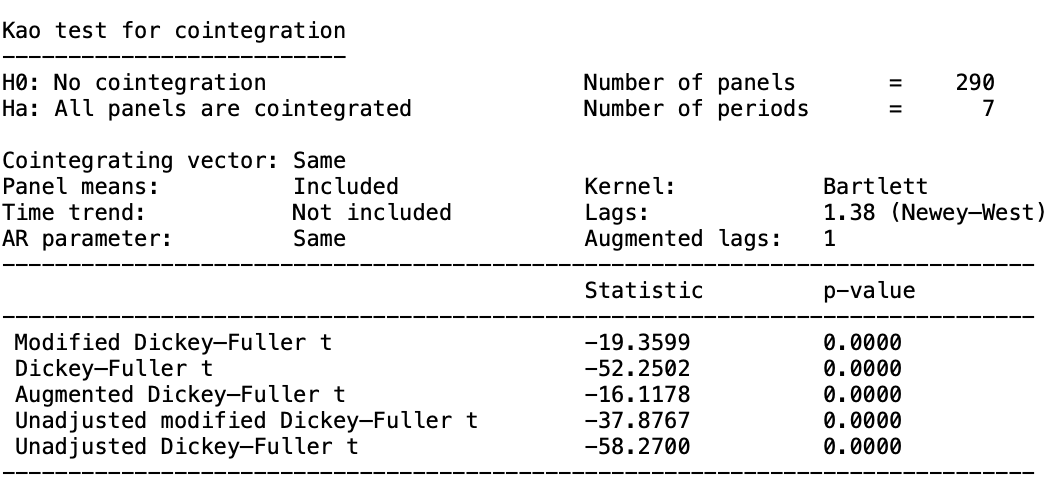 Kao test for cointegration
--------------------------
H0: No cointegration                        Number of panels       =    290
Ha: All panels are cointegrated             Number of periods      =      7
Cointegrating vector: Same
Panel means:          Included              Kernel:           Bartlett
Time trend:           Not included          Lags:             1.38 (Newey–West)
AR parameter:         Same                  Augmented lags:   1
------------------------------------------------------------------------------
                                            Statistic         p-value
------------------------------------------------------------------------------
 Modified Dickey–Fuller t                   -19.3599          0.0000
 Dickey–Fuller t                            -52.2502          0.0000
 Augmented Dickey–Fuller t                  -16.1178          0.0000
 Unadjusted modified Dickey–Fuller t        -37.8767          0.0000
 Unadjusted Dickey–Fuller t                 -58.2700          0.0000
------------------------------------------------------------------------------